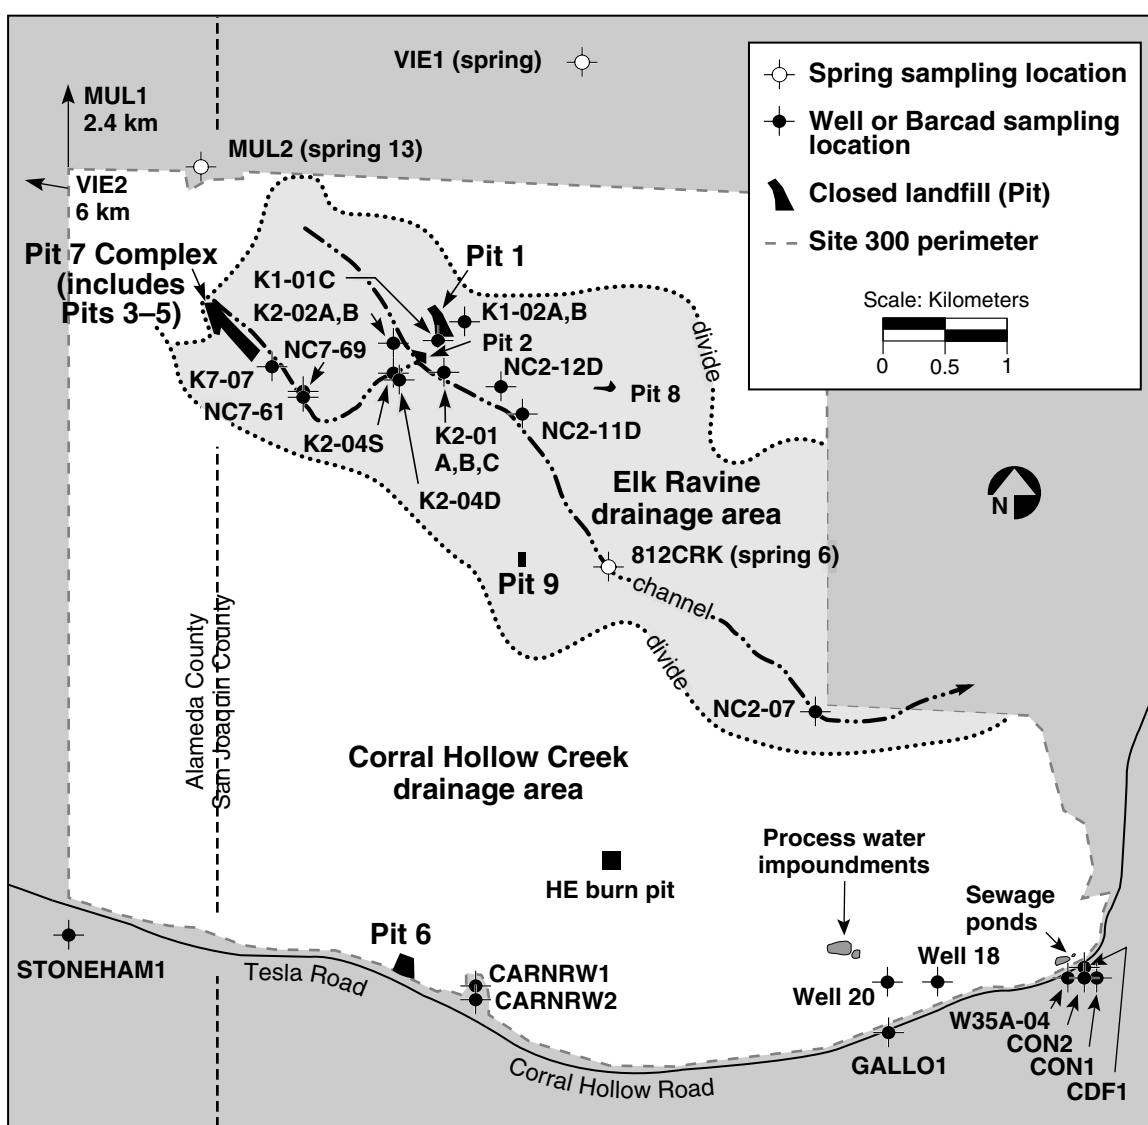 VIE1 (spring)
Spring sampling location
Well or Barcad sampling
location
Closed landfill (Pit)
Site 300 perimeter
Scale: Kilometers
0 0.5 1
MUL1
2.4 km
MUL2 (spring 13)
VIE2
6 km
Pit 7 Complex
(includes
Pits 3–5)
Pit 1
K1-01C
K2-02A,B
K1-02A,B
Pit 2
NC7-69
NC2-12D
Pit 8
divide
K7-07
NC7-61
K2-04S
K2-01
A,B,C
NC2-11D
K2-04D
Elk Ravine
drainage area
N
812CRK (spring 6)
Pit 9
channel
divide
NC2-07
Alameda County
San Joaquin County
Corral Hollow Creek
drainage area
Process water
impoundments
HE burn pit
Sewage
ponds
Pit 6
Well 18
STONEHAM1
Tesla Road
CARNRW1
CARNRW2
Well 20
W35A-04
CON2
CON1
CDF1
GALLO1
Corral Hollow Road